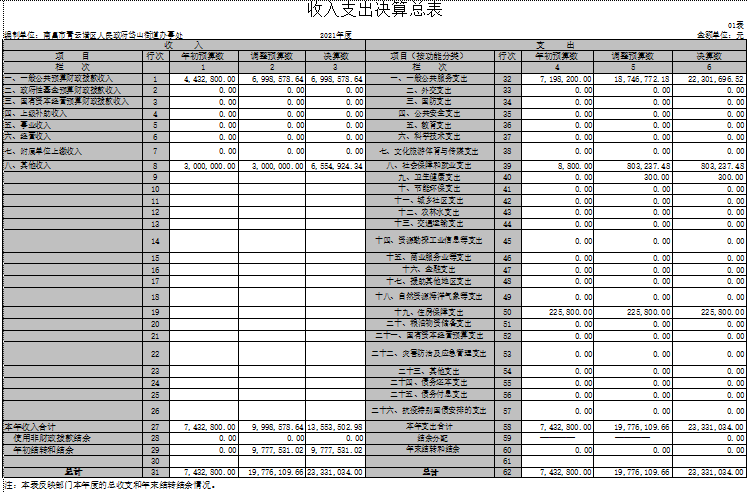 收入支出决算总表
01表
编制单位：南昌市青云谱区人民政府岱山街道办事处 2021年度 金额单位：元
收 入 支 出
项 目 行次 年初预算数 调整预算数 决算数 项目（按功能分类） 行次 年初预算数 调整预算数 决算数
栏 次 1 2 3 栏 次 4 5 6
一、一般公共预算财政拨款收入 1 4,432,800.00 6,998,578.64 6,998,578.64 一、一般公共服务支出 32 7,198,200.00 18,746,772.18 22,301,696.52
二、政府性基金预算财政拨款收入 2 0.00 0.00 0.00 二、外交支出 33 0.00 0.00 0.00
三、国有资本经营预算财政拨款收入 3 0.00 0.00 0.00 三、国防支出 34 0.00 0.00 0.00
四、上级补助收入 4 0.00 0.00 0.00 四、公共安全支出 35 0.00 0.00 0.00
五、事业收入 5 0.00 0.00 0.00 五、教育支出 36 0.00 0.00 0.00
六、经营收入 6 0.00 0.00 0.00 六、科学技术支出 37 0.00 0.00 0.00
七、附属单位上缴收入 7 0.00 0.00 0.00 七、文化旅游体育与传媒支出 38 0.00 0.00 0.00
八、其他收入 8 3,000,000.00 3,000,000.00 6,554,924.34 八、社会保障和就业支出 39 8,800.00 803,237.48 803,237.48
9 九、卫生健康支出 40 0.00 300.00 300.00
10 十、节能环保支出 41 0.00 0.00 0.00
11 十一、城乡社区支出 42 0.00 0.00 0.00
12 十二、农林水支出 43 0.00 0.00 0.00
13 十三、交通运输支出 44 0.00 0.00 0.00
14 十四、资源勘探工业信息等支出 45 0.00 0.00 0.00
15 十五、商业服务业等支出 46 0.00 0.00 0.00
16 十六、金融支出 47 0.00 0.00 0.00
17 十七、援助其他地区支出 48 0.00 0.00 0.00
18 十八、自然资源海洋气象等支出 49 0.00 0.00 0.00
19 十九、住房保障支出 50 225,800.00 225,800.00 225,800.00
20 二十、粮油物资储备支出 51 0.00 0.00 0.00
21 二十一、国有资本经营预算支出 52 0.00 0.00 0.00
22 二十二、灾害防治及应急管理支出 53 0.00 0.00 0.00
23 二十三、其他支出 54 0.00 0.00 0.00
24 二十四、债务还本支出 55 0.00 0.00 0.00
25 二十五、债务付息支出 56 0.00 0.00 0.00
26 二十六、抗疫特别国债安排的支出 57 0.00 0.00 0.00
本年收入合计 27 7,432,800.00 9,998,578.64 13,553,502.98 本年支出合计 58 7,432,800.00 19,776,109.66 23,331,034.00
使用非财政拨款结余 28 0.00 0.00 0.00 结余分配 59 —— —— 0.00
年初结转和结余 29 0.00 9,777,531.02 9,777,531.02 年末结转和结余 60 0.00 0.00 0.00
30 61
总计 31 7,432,800.00 19,776,109.66 23,331,034.00 总计 62 7,432,800.00 19,776,109.66 23,331,034.00
注：本表反映部门本年度的总收支和年末结转结余情况。